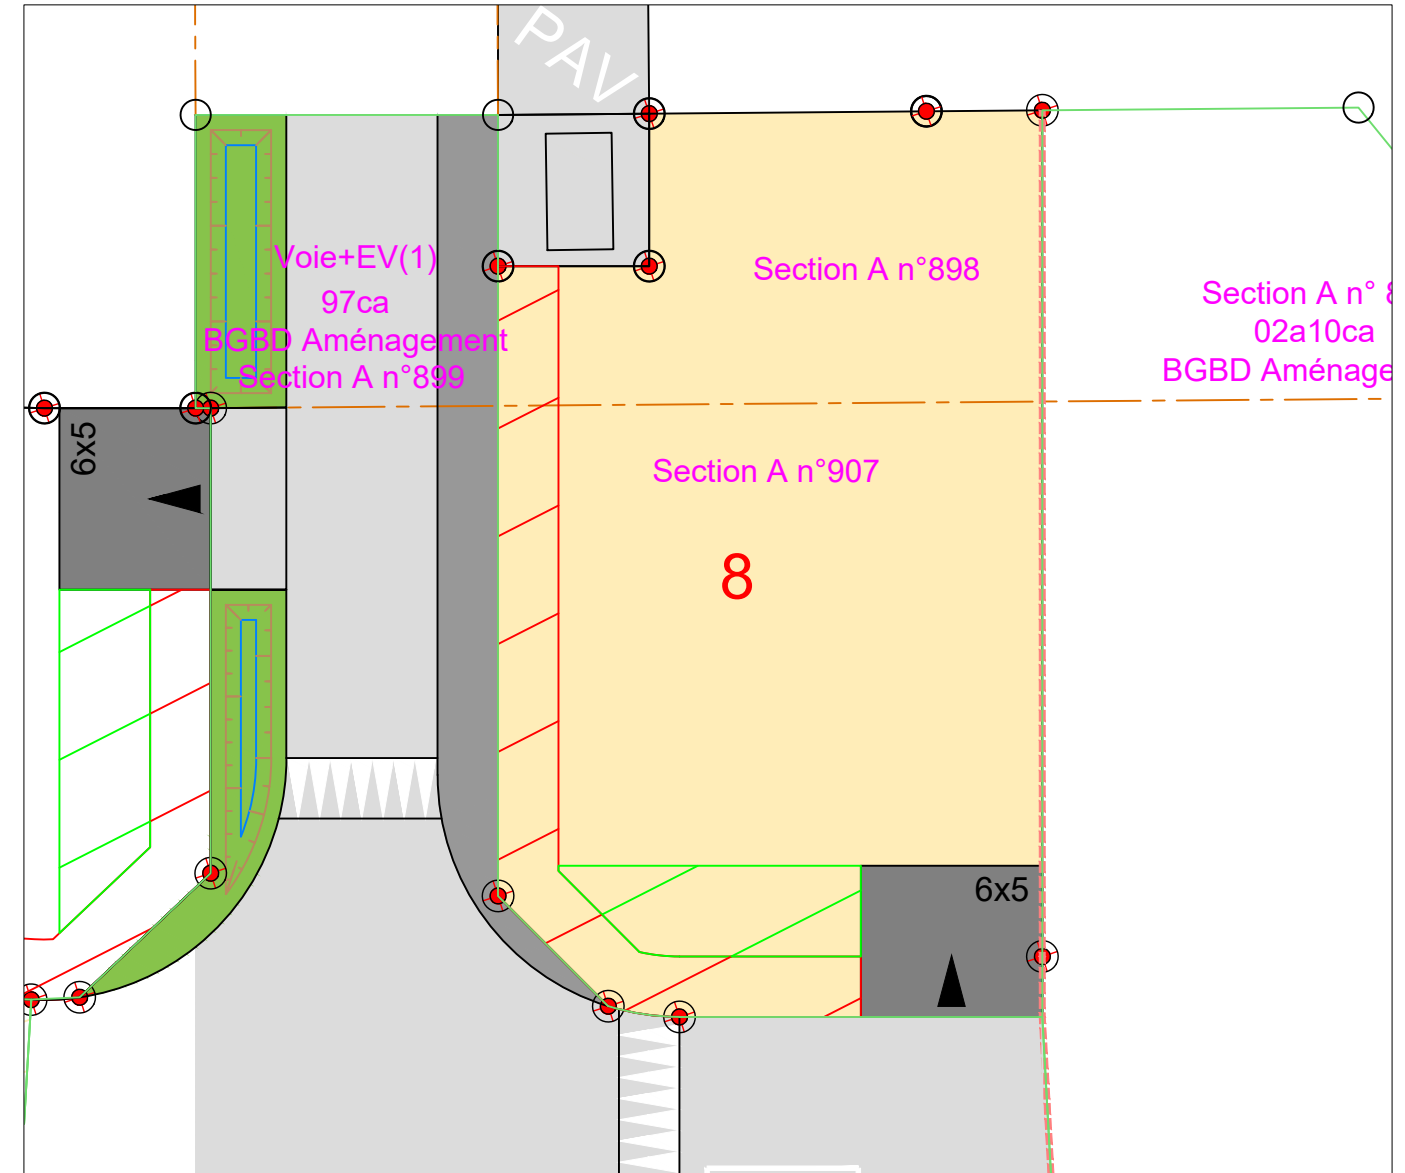 PAV
Voie+EV(1)
97ca
BGBD Aménagement
Section A n°899
Section A n°898
Section A n°
02a10ca
BGBD Aménage
6x5
Section A n°907
8
6x5